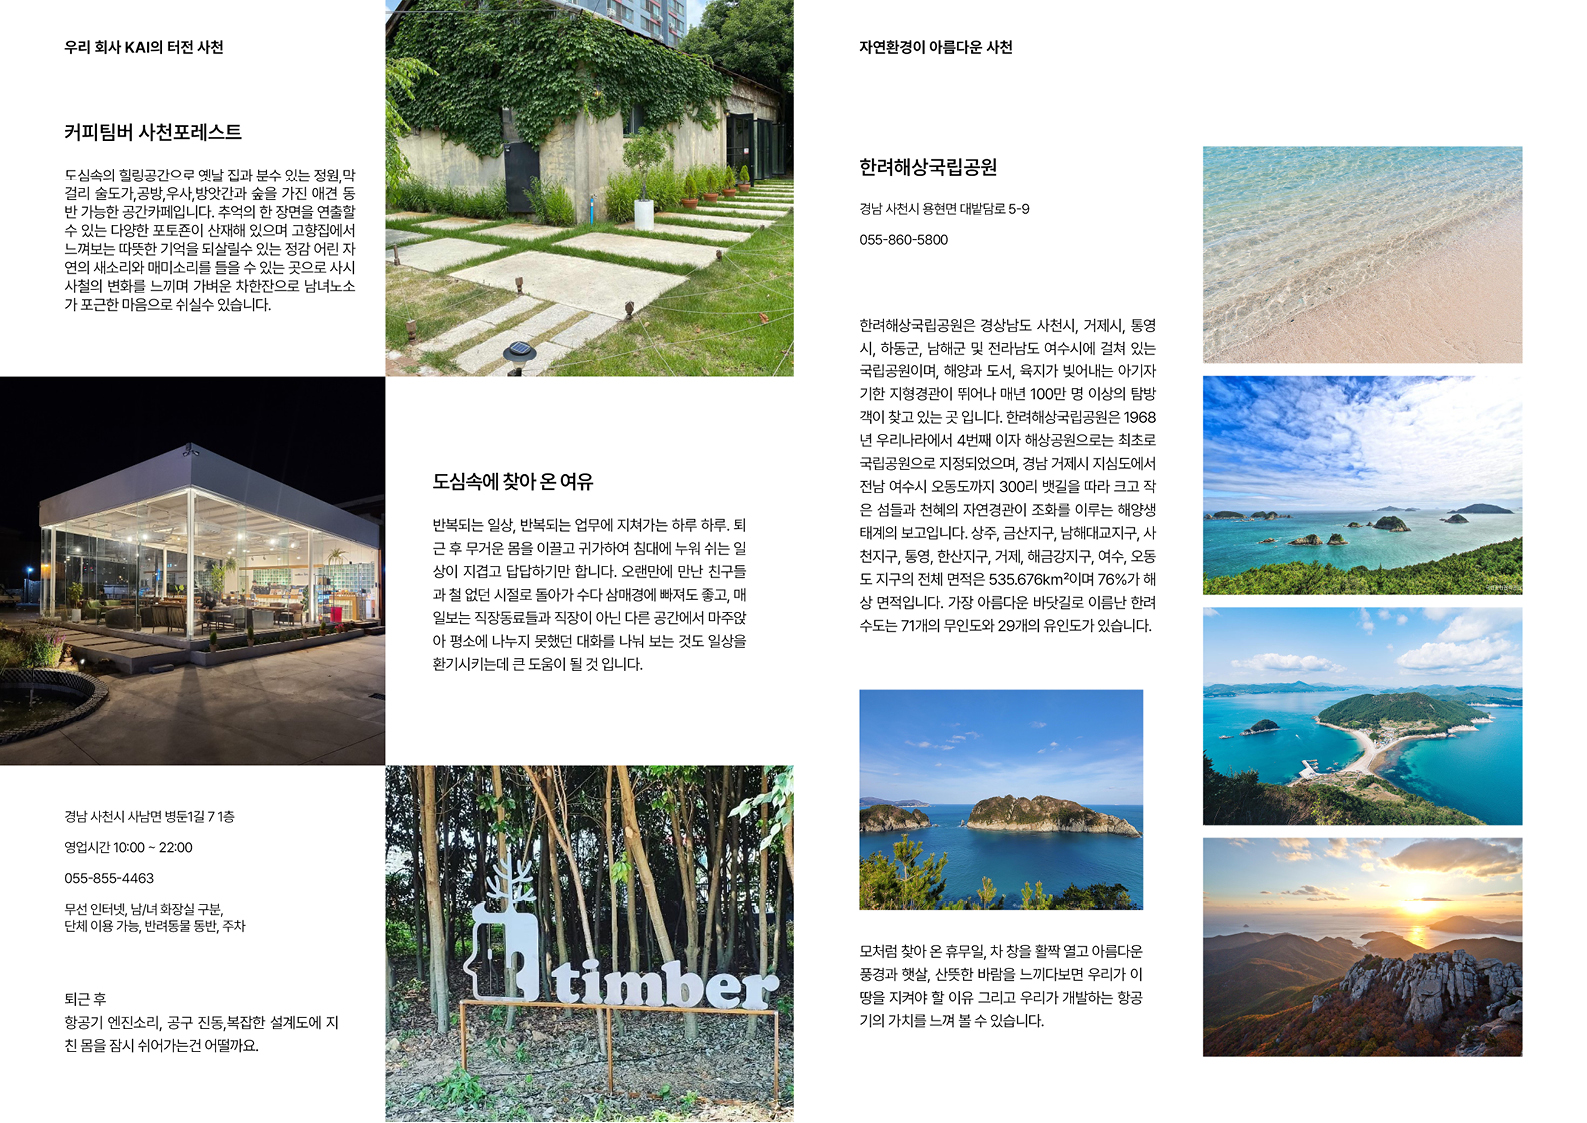 우리 회사 KAI의 터전 사천
커피팀버 사천포레스트
도심속의 힐링공간으로 옛날 집과 분수 있는 정원,막
걸리 술도가,공방,우사,방앗간과 숲을 가진 애견 동
반 가능한 공간카페입니다. 추억의 한 장면을 연출할
수 있는 다양한 포토죤이 산재해 있으며 고향집에서
느껴보는 따뜻한 기억을 되살릴수 있는 정감 어린 자
연의 새소리와 매미소리를 들을 수 있는 곳으로 사시
사철의 변화를 느끼며 가벼운 차한잔으로 남녀노소
가 포근한 마음으로 쉬실수 있습니다.
도심속에 찾아 온 여유
반복되는 일상, 반복되는 업무에 지쳐가는 하루 하루. 퇴
근 후 무거운 몸을 이끌고 귀가하여 침대에 누워 쉬는 일
상이 지겹고 답답하기만 합니다. 오랜만에 만난 친구들
과 철 없던 시절로 돌아가 수다 삼매경에 빠져도 좋고, 매
일보는 직장동료들과 직장이 아닌 다른 공간에서 마주앉
아 평소에 나누지 못했던 대화를 나눠 보는 것도 일상을
환기시키는데 큰 도움이 될 것 입니다.
경남 사천시 사남면 병둔1길 7 1층
영업시간 10:00 ~ 22:00
055-855-4463
무선 인터넷, 남/녀 화장실 구분,
단체 이용 가능, 반려동물 동반, 주차
퇴근 후
항공기 엔진소리, 공구 진동,복잡한 설계도에 지
친 몸을 잠시 쉬어가는건 어떨까요.
timber
자연환경이 아름다운 사천
한려해상국립공원
경남 사천시 용현면 대밭담로 5-9
055-860-5800
한려해상국립공원은 경상남도 사천시, 거제시, 통영
시, 하동군, 남해군 및 전라남도 여수시에 걸쳐 있는
국립공원이며, 해양과 도서, 육지가 빚어내는 아기자
기한 지형경관이 뛰어나 매년 100만 명 이상의 탐방
객이 찾고 있는 곳 입니다. 한려해상국립공원은 1968
년 우리나라에서 4번째 이자 해상공원으로는 최초로
국립공원으로 지정되었으며, 경남 거제시 지심도에서
전남 여수시 오동도까지 300리 뱃길을 따라 크고 작
은 섬들과 천혜의 자연경관이 조화를 이루는 해양생
태계의 보고입니다. 상주, 금산지구, 남해대교지구, 사
천지구, 통영, 한산지구, 거제, 해금강지구, 여수, 오동
도 지구의 전체 면적은 535.676km²이며 76%가 해
상 면적입니다. 가장 아름다운 바닷길로 이름난 한려
수도는 71개의 무인도와 29개의 유인도가 있습니다.
모처럼 찾아 온 휴무일, 차 창을 활짝 열고 아름다운
풍경과 햇살, 산뜻한 바람을 느끼다보면 우리가 이
땅을 지켜야 할 이유 그리고 우리가 개발하는 항공
기의 가치를 느껴 볼 수 있습니다.